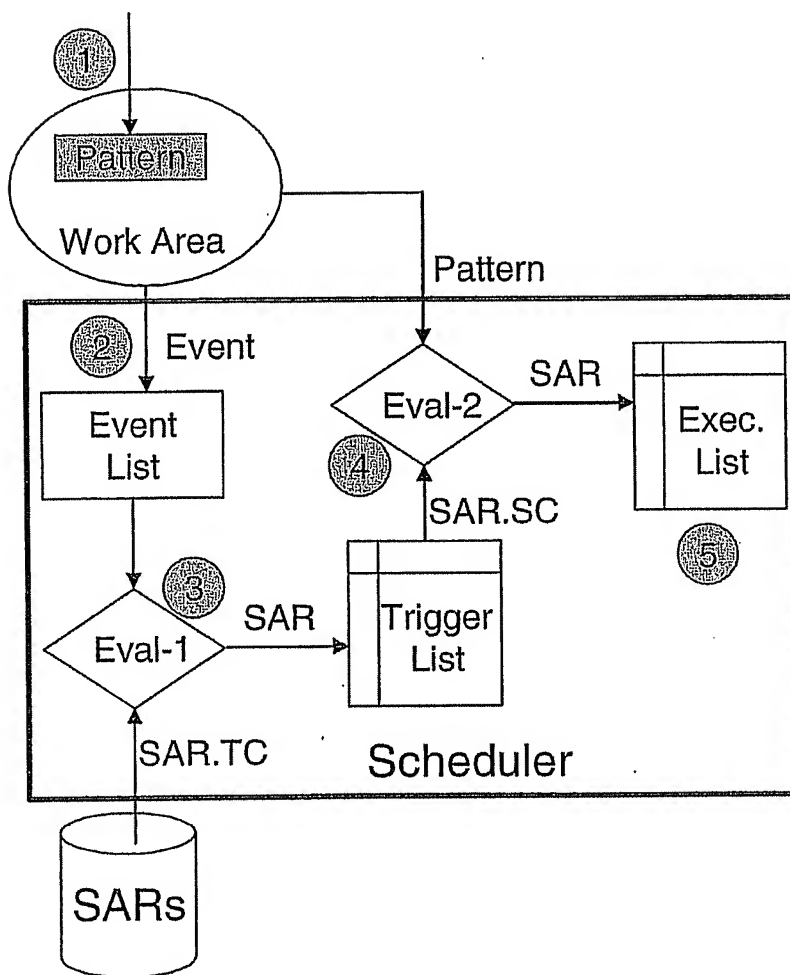 1
Pattern
Work Area
Pattern
2
Event
SAR
Event
List
Eval-2
Exec.
List
4
SAR.SC
5
3
SAR
Eval-1
Trigger
List
SAR.TC
Scheduler
SARs